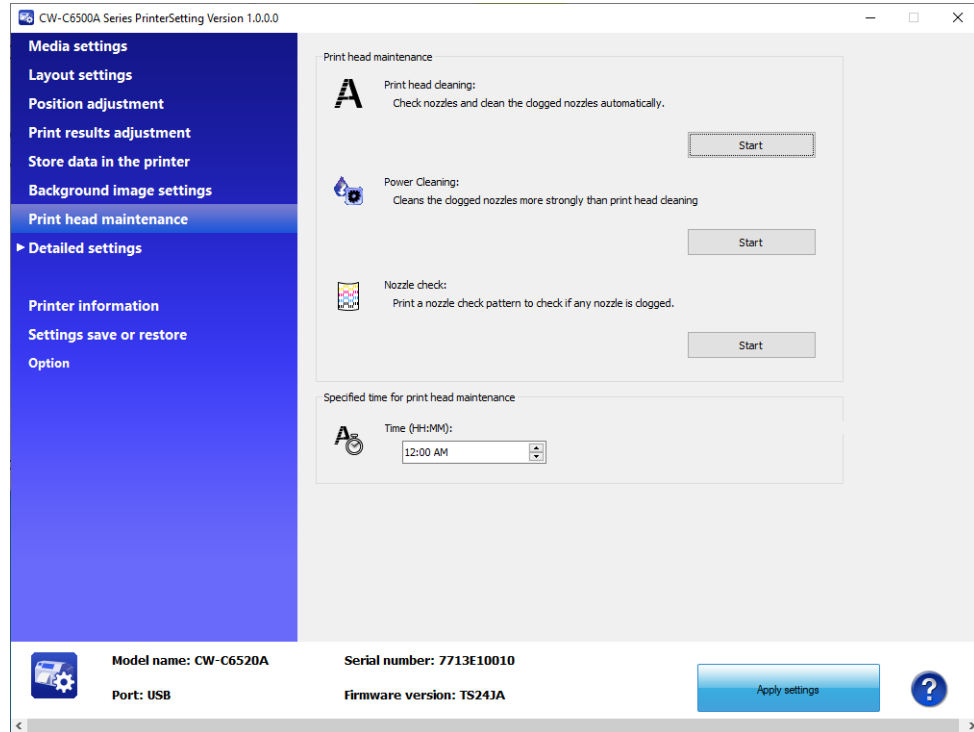 CW-C6500A Series PrinterSetting Version 1.0.0.0
Media settings
Layout settings
Position adjustment
Print results adjustment
Store data in the printer
Background image settings
Print head maintenance
Detailed settings
Printer information
Settings save or restore
Option
Print head maintenance
Print head cleaning:
Check nozzles and clean the clogged nozzles automatically.
Start
Power Cleaning:
Cleans the clogged nozzles more strongly than print head cleaning
Start
Nozzle check:
Print a nozzle check pattern to check if any nozzle is clogged.
Start
Specified time for print head maintenance
Time (HH:MM):
12:00 AM
Model name: CW-C6520A
Serial number: 7713E10010
Port: USB
Firmware version: TS24JA
Apply settings
?